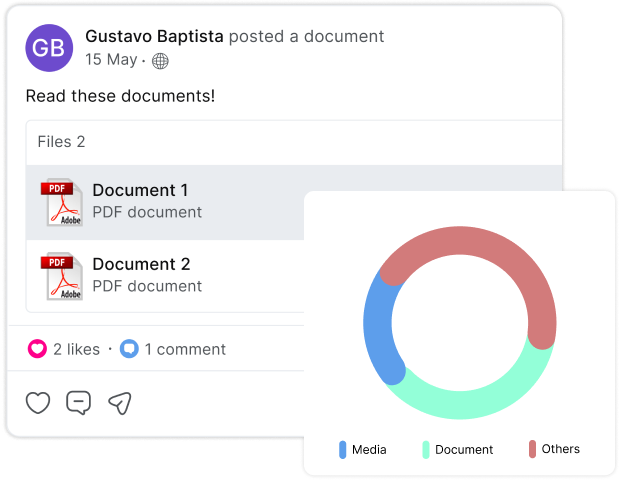 GB
Gustavo Baptista posted a document
15 May ·
Read these documents!
Files 2
PDF
Adobe
Document 1
PDF document
PDF
Adobe
Document 2
PDF document
2 likes · 1 comment
Media Document Others